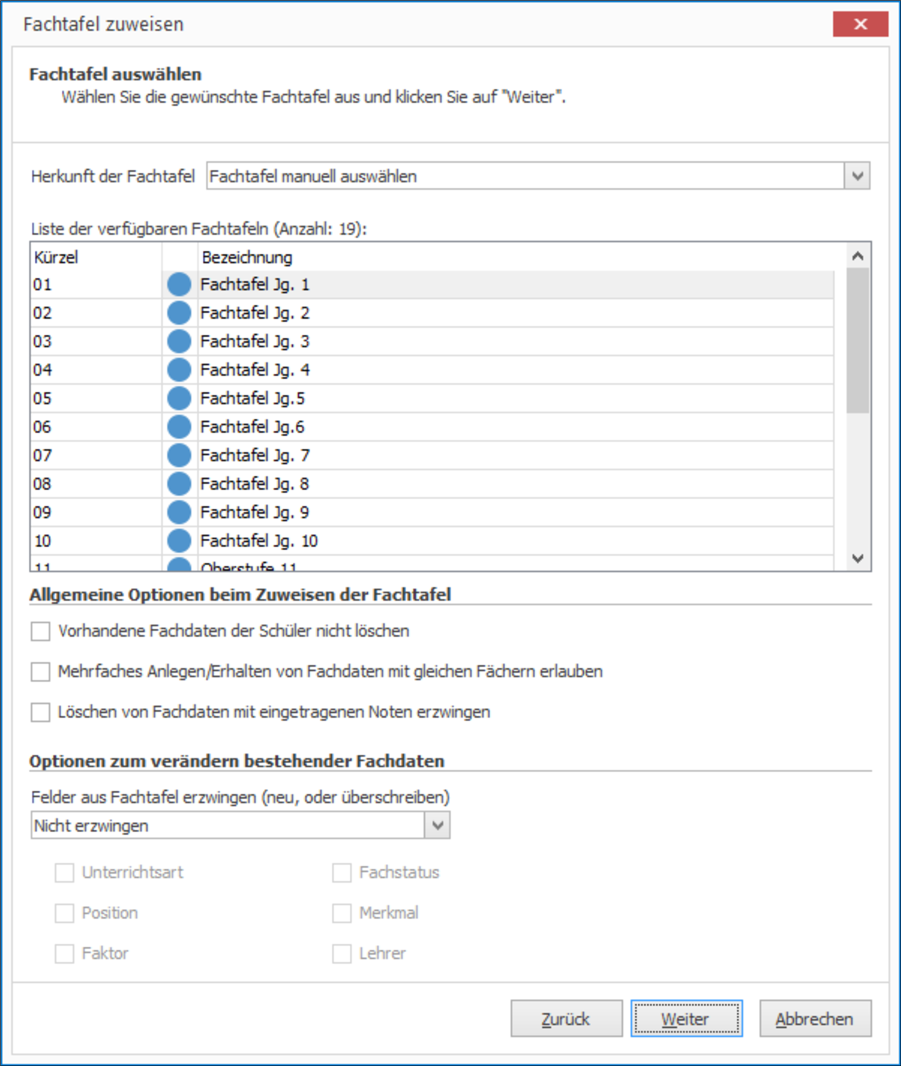 Fachtafel zuweisen
Fachtafel auswählen
Wählen Sie die gewünschte Fachtafel aus und klicken Sie auf "Weiter".
Herkunft der Fachtafel Fachtafel manuell auswählen
Liste der verfügbaren Fachtafeln (Anzahl: 19):
Kürzel Bezeichnung
01 Fachtafel Jg. 1
02 Fachtafel Jg. 2
03 Fachtafel Jg. 3
04 Fachtafel Jg. 4
05 Fachtafel Jg.5
06 Fachtafel Jg.6
07 Fachtafel Jg. 7
08 Fachtafel Jg. 8
09 Fachtafel Jg. 9
10 Fachtafel Jg. 10
11 Oberstufe 11
Allgemeine Optionen beim Zuweisen der Fachtafel
Vorhandene Fachdaten der Schüler nicht löschen
Mehrfaches Anlegen/Erhalten von Fachdaten mit gleichen Fächern erlauben
Löschen von Fachdaten mit eingetragenen Noten erzwingen
Optionen zum verändern bestehender Fachdaten
Felder aus Fachtafel erzwingen (neu, oder überschreiben)
Nicht erzwingen
Unterrichtsart Fachstatus
Position Merkmal
Faktor Lehrer
Zurück Weiter Abbrechen